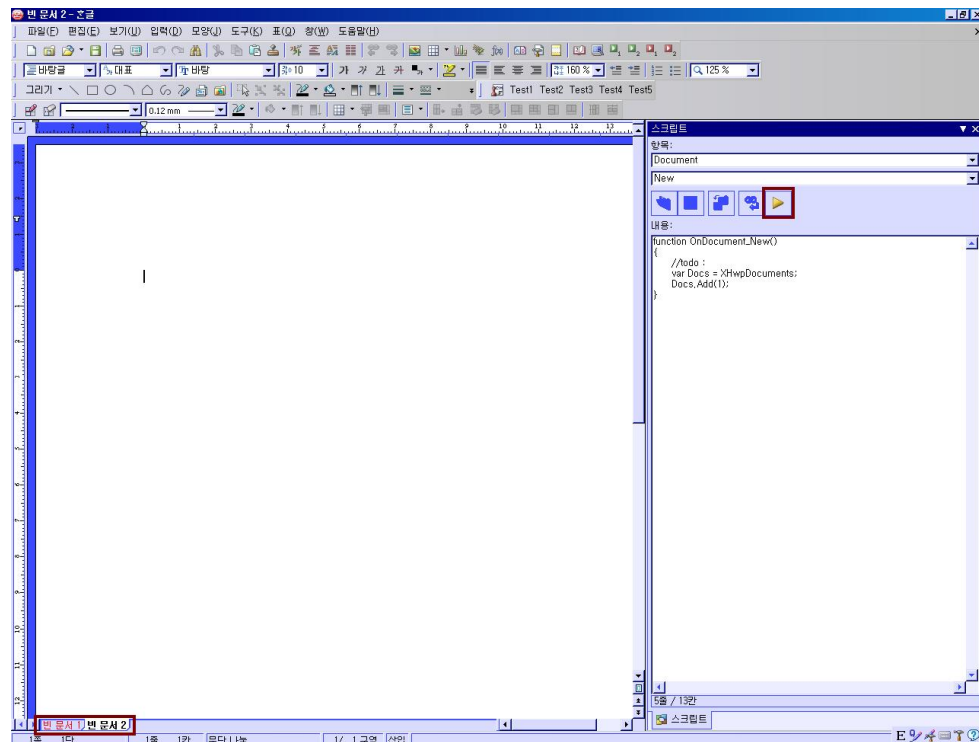 빈 문서 2 - 흔글
파일(F) 편집(E) 보기(U) 입력(D) 모양(J) 도구(K) 표(Q) 창(W) 도움말(H)
바탕글 대표 바탕 10 가 가 가 가 160 % 125 %
그리기 Test1 Test2 Test3 Test4 Test5
0.12 mm
스크립트
항목:
Document
New
내용:
function OnDocument_New()
{
//todo :
var Docs = XHwpDocuments;
Docs.Add(1);
}
5줄 / 13칸
스크립트
빈 문서 1 빈 문서 2
1쪽 1단 1줄 1칸 문단 나눔 1/ 1 구역 삽입